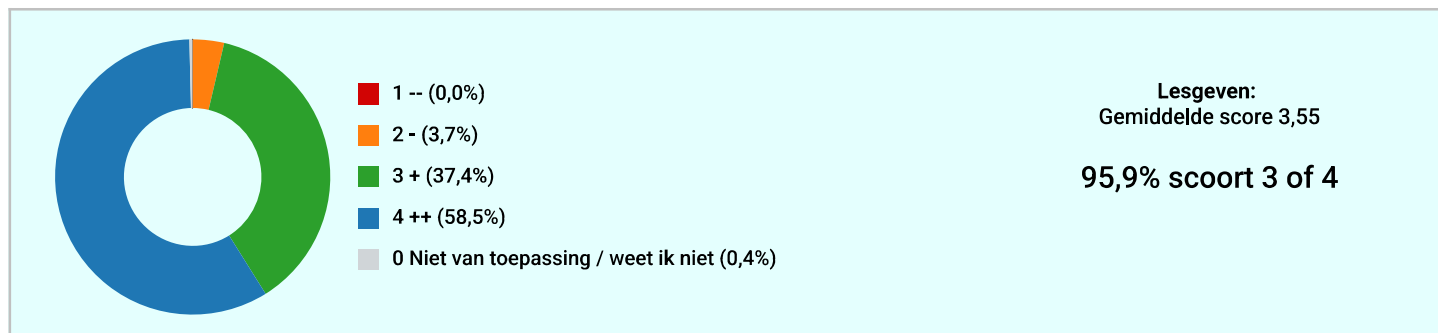 1 -- (0,0%)
2 - (3,7%)
3 + (37,4%)
4 ++ (58,5%)
0 Niet van toepassing / weet ik niet (0,4%)
Lesgeven:
Gemiddelde score 3,55
95,9% scoort 3 of 4